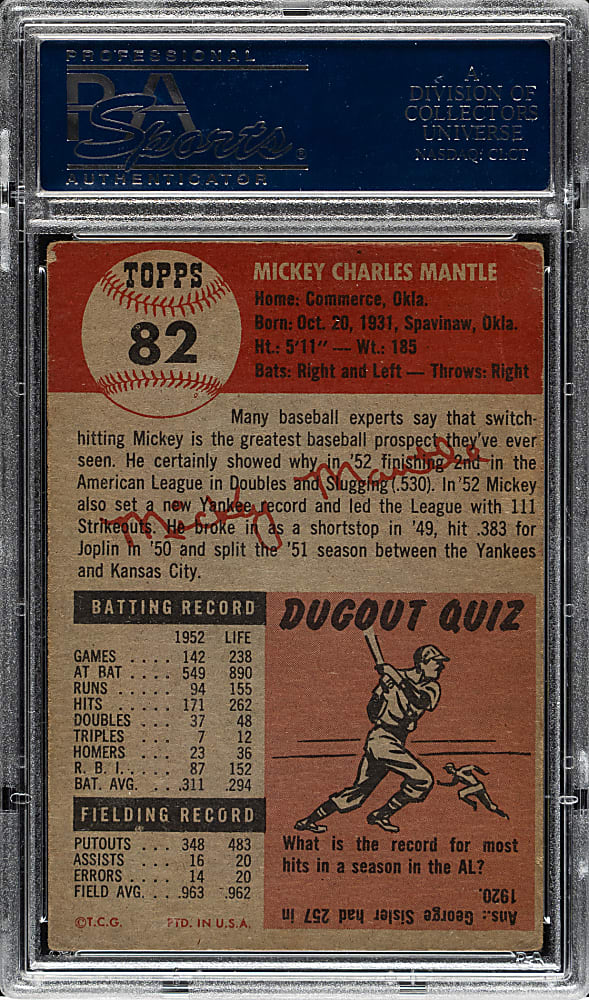 PROFESSIONAL
PSA
Sports®
AUTHENTICATOR
A
DIVISION OF
COLLECTORS
UNIVERSE
NASDAQ: CLCT
TOPPS
82
MICKEY CHARLES MANTLE
Home: Commerce, Okla.
Born: Oct. 20, 1931, Spavinaw, Okla.
Ht.: 5'11" — Wt.: 185
Bats: Right and Left — Throws: Right
Many baseball experts say that switch-
hitting Mickey is the greatest baseball prospect they've ever
seen. He certainly showed why in '52 finishing 2nd in the
American League in Doubles and Slugging (.530). In '52 Mickey
also set a new Yankee record and led the League with 111
Strikeouts. He broke in as a shortstop in '49, hit .383 for
Joplin in '50 and split the '51 season between the Yankees
and Kansas City.
Micky Mantle
BATTING RECORD
1952 LIFE
GAMES .... 142 238
AT BAT .... 549 890
RUNS ..... 94 155
HITS ..... 171 262
DOUBLES ... 37 48
TRIPLES ... 7 12
HOMERS ... 23 36
R. B. I. .... 87 152
BAT. AVG. ... .311 .294
FIELDING RECORD
PUTOUTS ... 348 483
ASSISTS ... 16 20
ERRORS ... 14 20
FIELD AVG. .. .963 .962
©T.C.G. PTD. IN U.S.A.
DUGOUT QUIZ
What is the record for most
hits in a season in the AL?
Ans.: George Sisler had 257 in
1920.
PSA